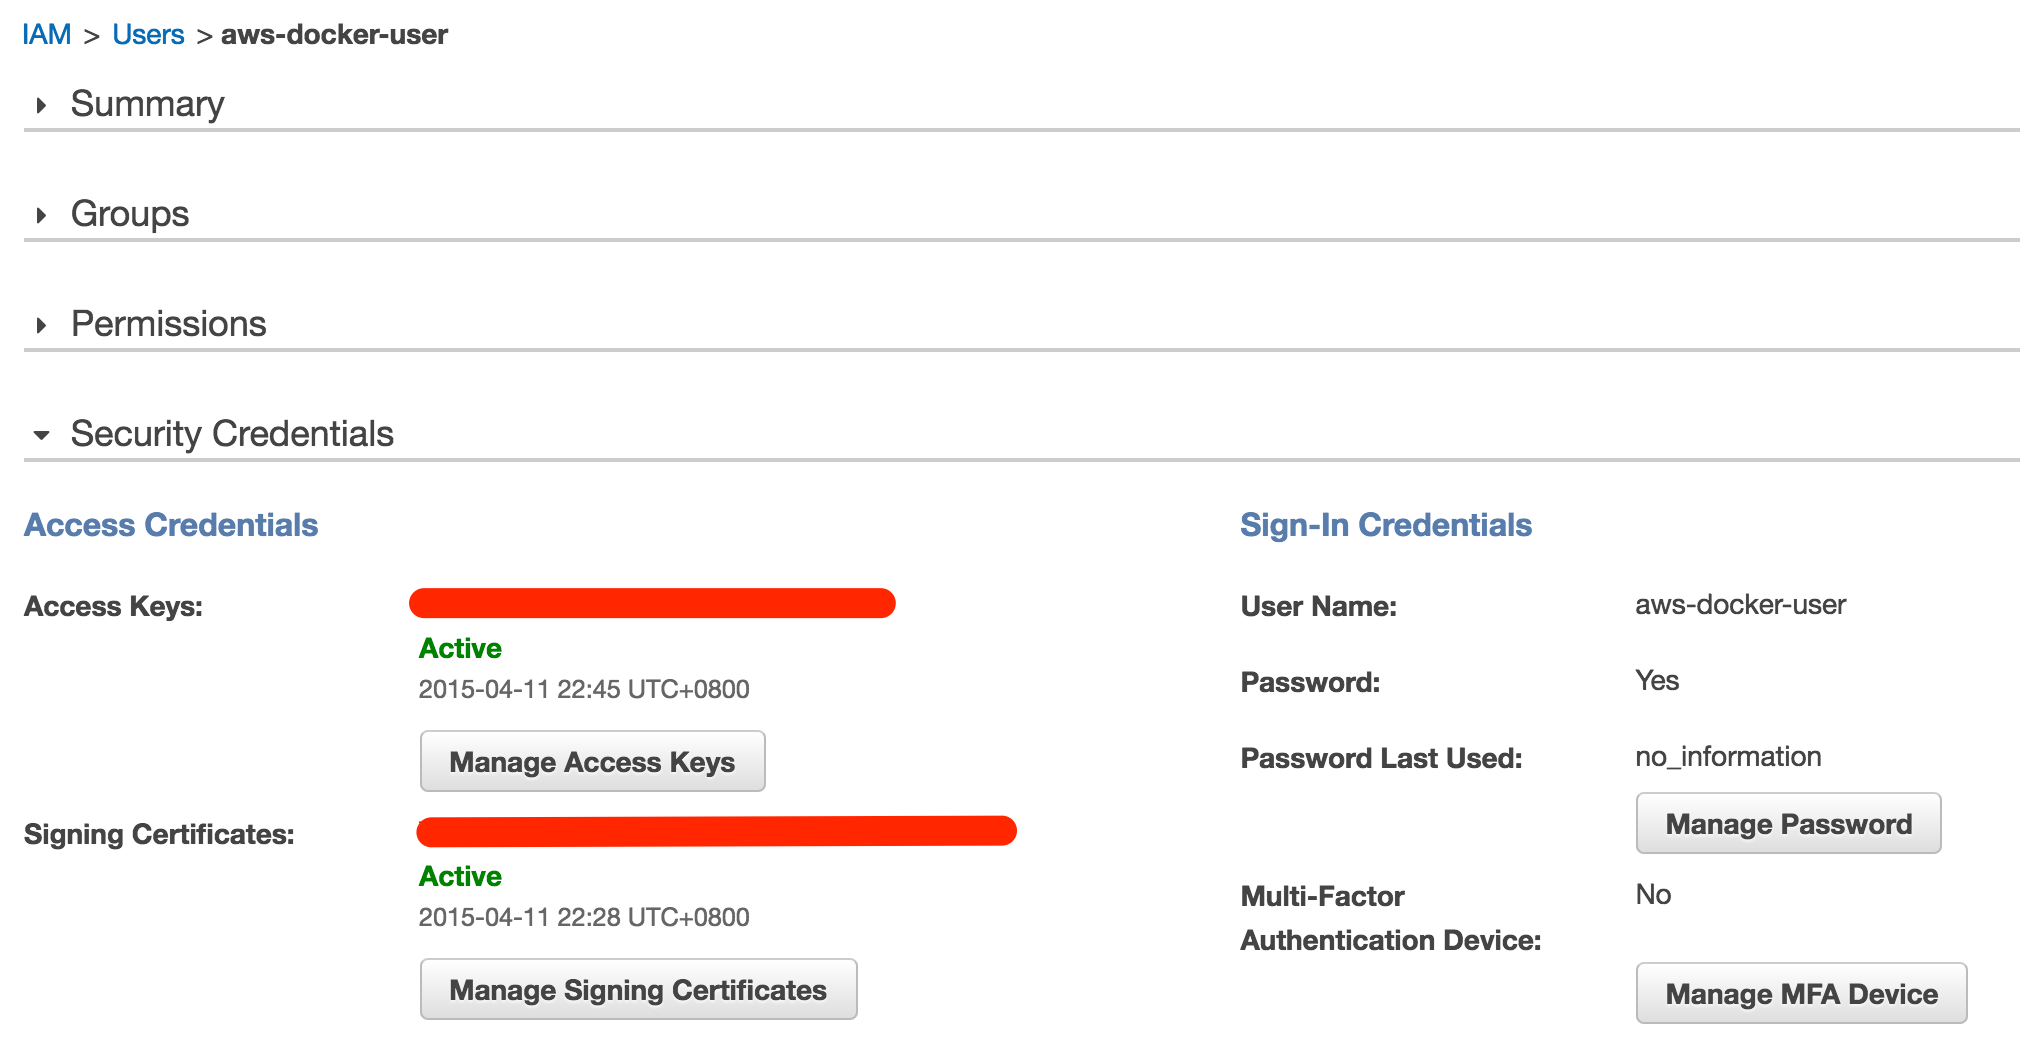 IAM > Users > aws-docker-user
Summary
Groups
Permissions
Security Credentials
Access Credentials
Access Keys:
Active
2015-04-11 22:45 UTC+0800
Manage Access Keys
Signing Certificates:
Active
2015-04-11 22:28 UTC+0800
Manage Signing Certificates
Sign-In Credentials
User Name: aws-docker-user
Password: Yes
Password Last Used: no_information
Manage Password
Multi-Factor No
Authentication Device:
Manage MFA Device